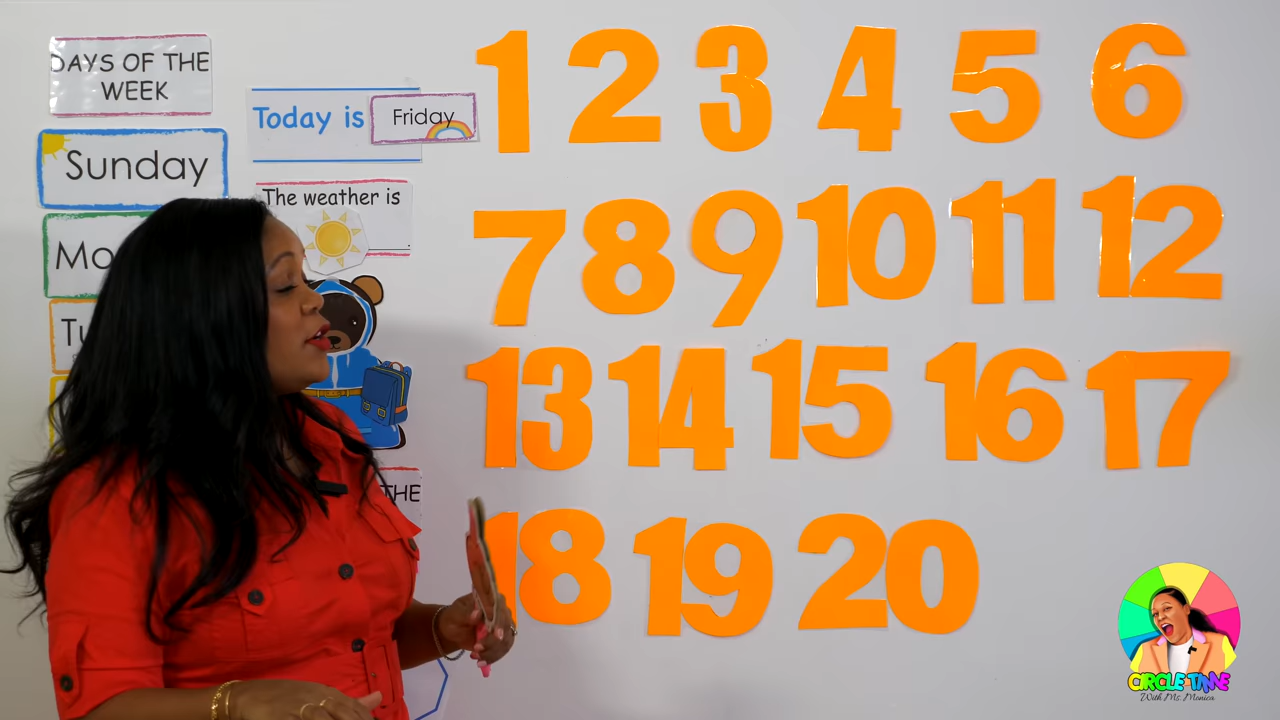 DAYS OF THE
WEEK
Sunday
Mo
Tu
Today is Friday
The weather is
THE
1 2 3 4 5 6
7 8 9 10 11 12
13 14 15 16 17
18 19 20
CIRCLE TIME
With Ms. Monica